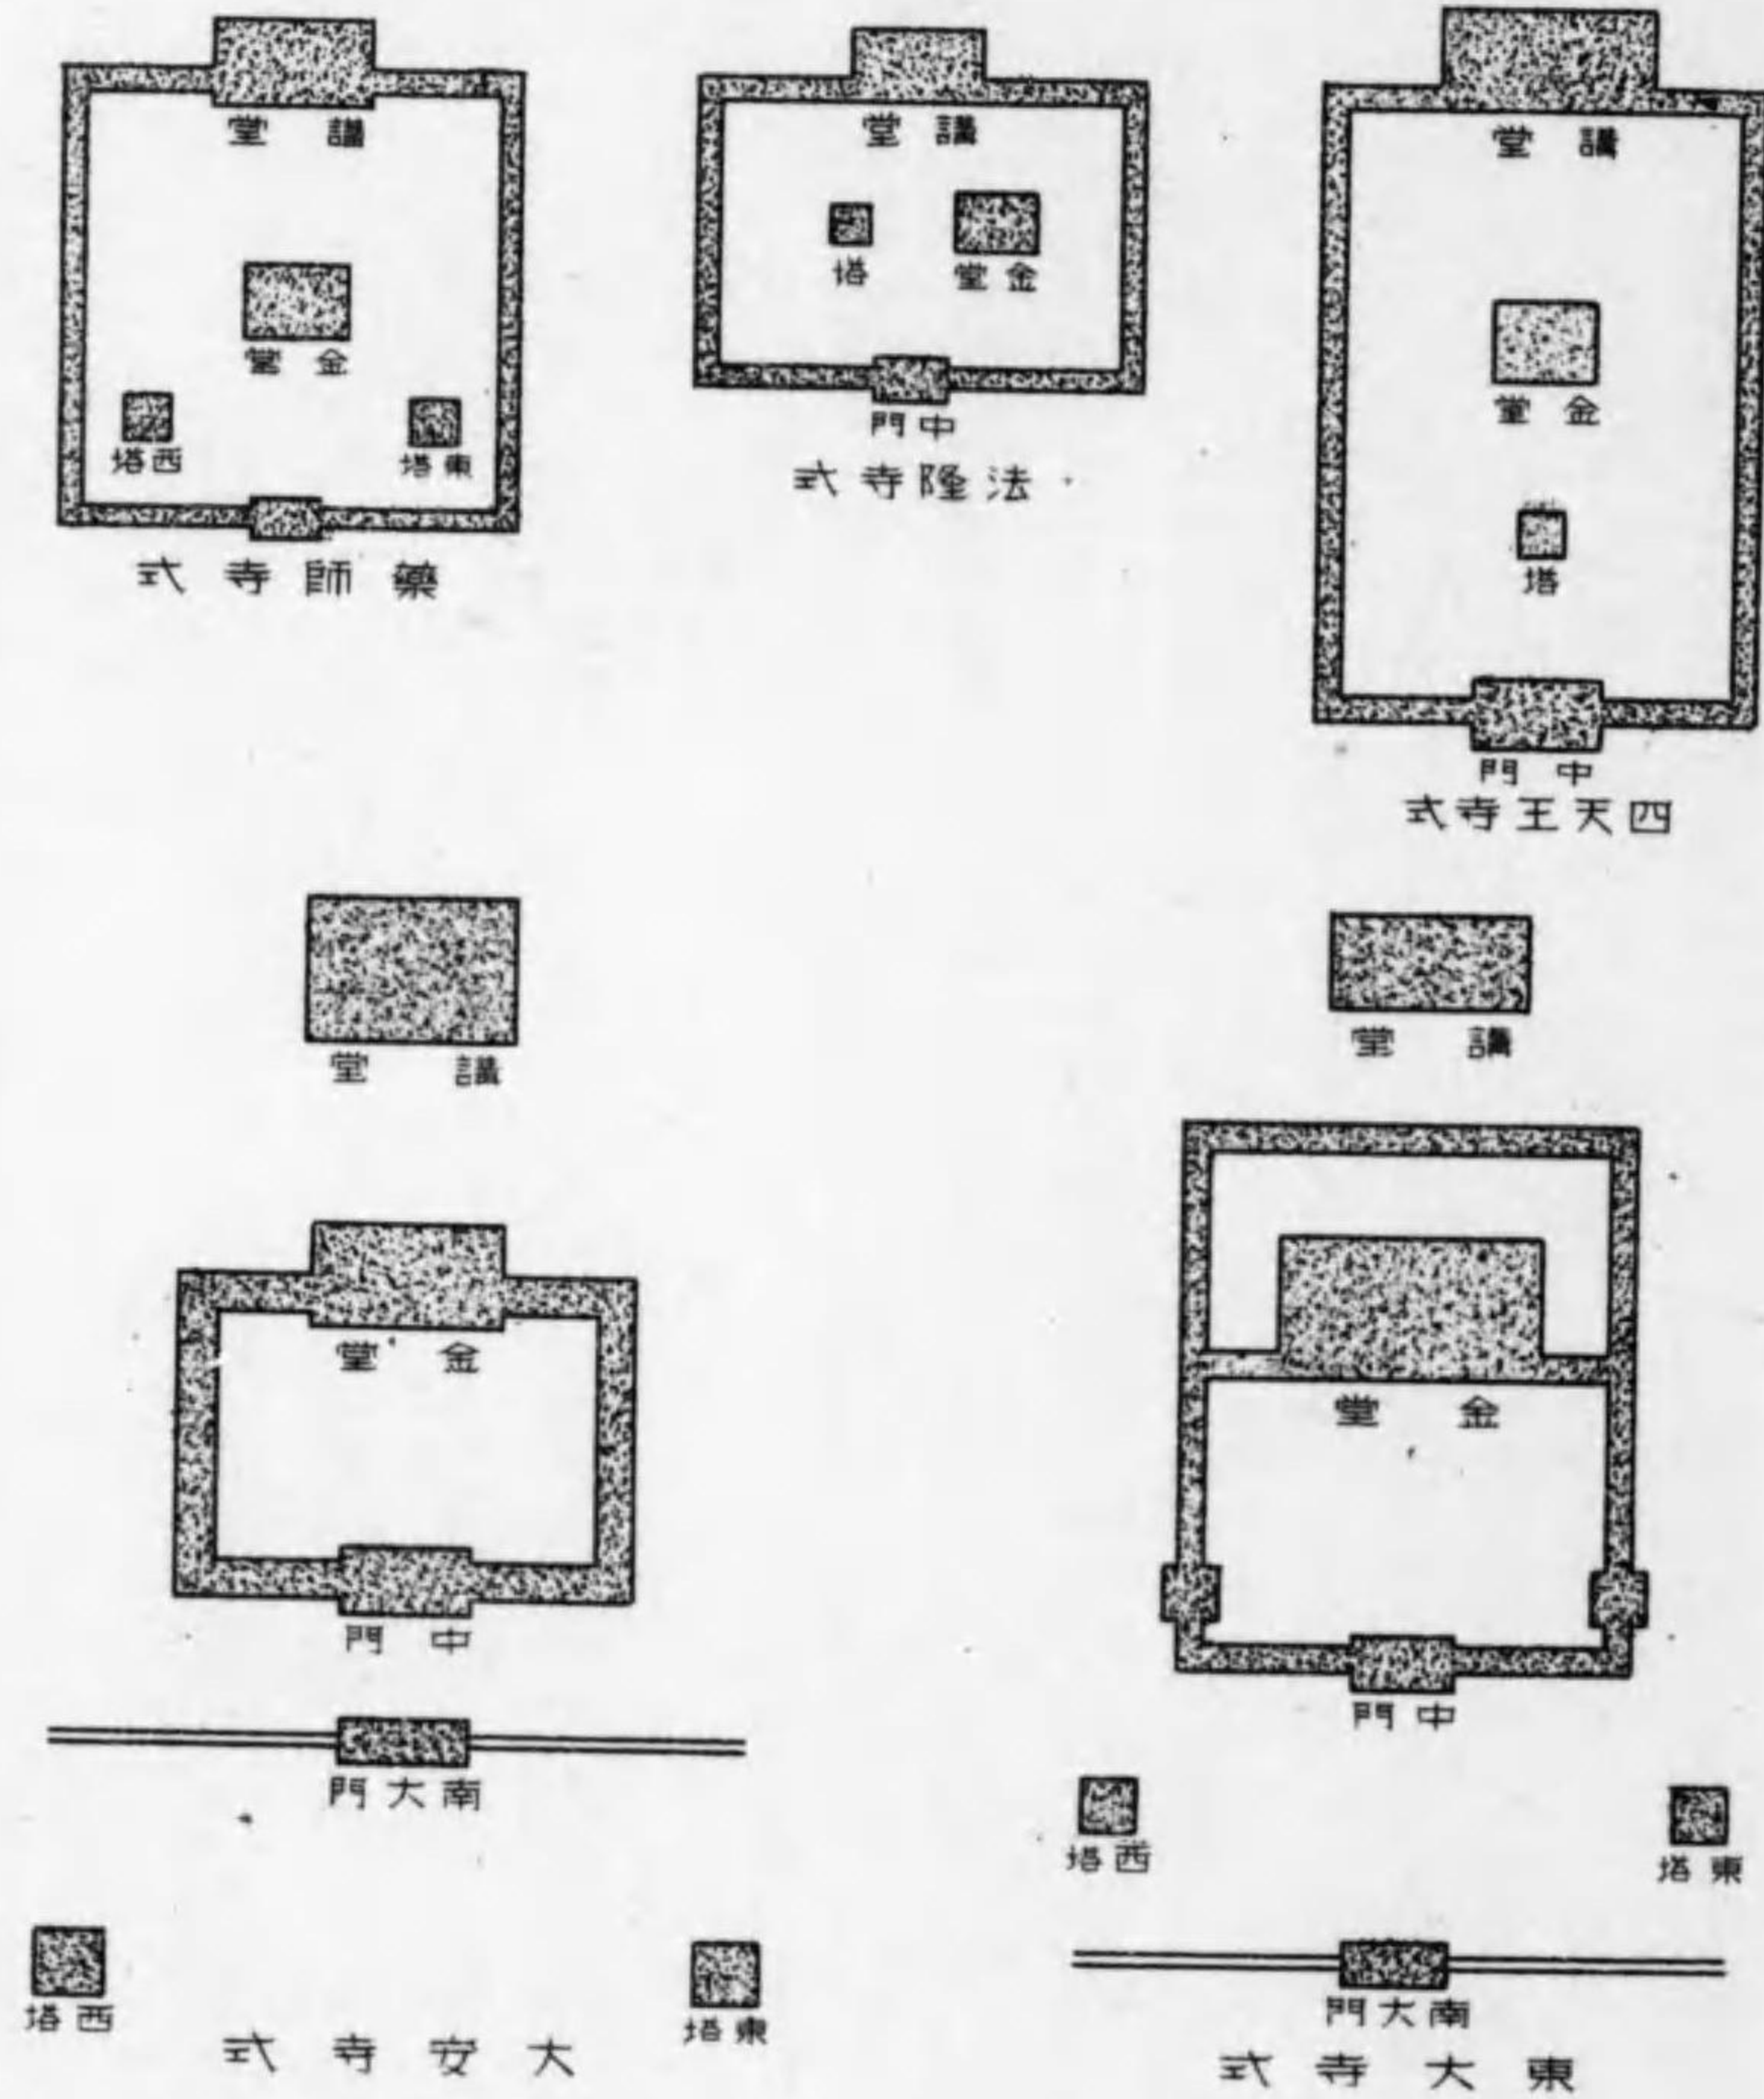 講堂
金堂
塔
中門
四天王寺式
講堂
金堂
塔
中門
法隆寺式
講堂
金堂
東塔
西塔
藥師寺式
講堂
金堂
中門
東塔
西塔
南大門
東大寺式
講堂
金堂
中門
南大門
東塔
西塔
大安寺式